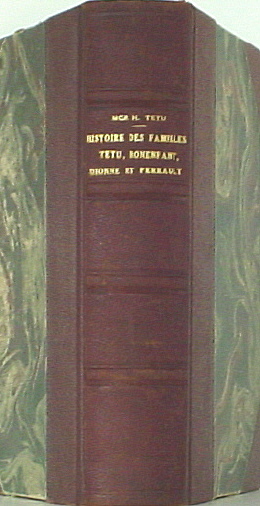 MGR H. TETU
HISTOIRE DES FAMILLES
TETU, BONENFANT,
DIONNE ET PERRAULT